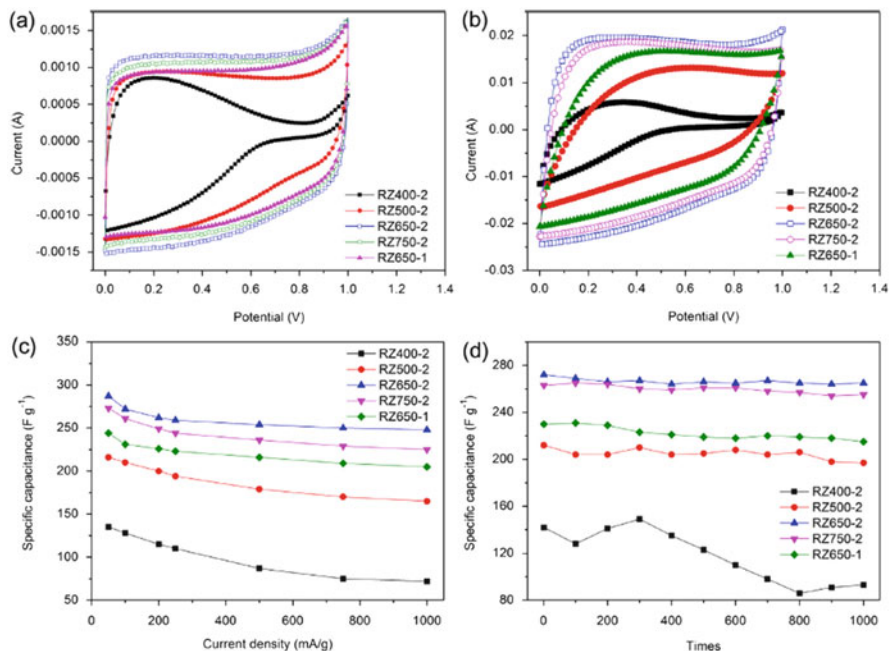 (a)
0.0015
0.0010
0.0005
0.0000
-0.0005
-0.0010
-0.0015
Current (A)
0.0 0.2 0.4 0.6 0.8 1.0 1.2 1.4
Potential (V)
RZ400-2
RZ500-2
RZ650-2
RZ750-2
RZ650-1
(b)
0.02
0.01
0.00
-0.01
-0.02
-0.03
Current (A)
0.0 0.2 0.4 0.6 0.8 1.0 1.2 1.4
Potential (V)
RZ400-2
RZ500-2
RZ650-2
RZ750-2
RZ650-1
(c)
350
300
250
200
150
100
50
Specific capacitance (F g⁻¹)
0 200 400 600 800 1000
Current density (mA/g)
RZ400-2
RZ500-2
RZ650-2
RZ750-2
RZ650-1
(d)
280
240
200
160
120
80
Specific capacitance (F g⁻¹)
0 200 400 600 800 1000
Times
RZ400-2
RZ500-2
RZ650-2
RZ750-2
RZ650-1